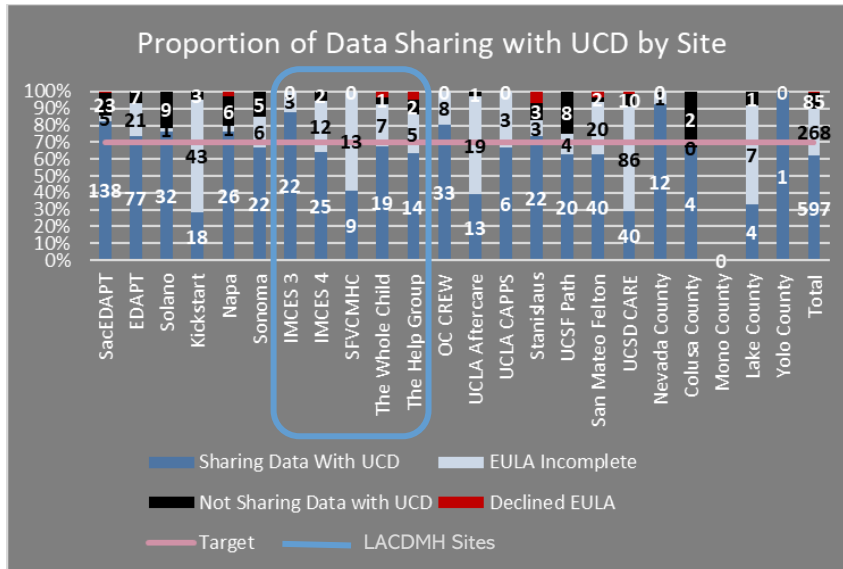 Proportion of Data Sharing with UCD by Site
100%
90%
80%
70%
60%
50%
40%
30%
20%
10%
0%
23 7 9 3 6 5 0 2 0 1 2 0 1 0 3 8 2 10 0 2 1 0 85
5 21 1 43 1 6 3 12 13 7 5 8 19 3 3 4 20 86 1 0 7 268
138 77 32 18 26 22 22 25 9 19 14 33 13 6 22 20 40 40 12 4 0 4 1 597
SacEDAPT
EDAPT
Solano
Kickstart
Napa
Sonoma
IMCES 3
IMCES 4
SFVCMHC
The Whole Child
The Help Group
OC CREW
UCLA Aftercare
UCLA CAPPS
Stanislaus
UCSF Path
San Mateo Felton
UCSD CARE
Nevada County
Colusa County
Mono County
Lake County
Yolo County
Total
Sharing Data With UCD EULA Incomplete
Not Sharing Data with UCD Declined EULA
Target LACDMH Sites